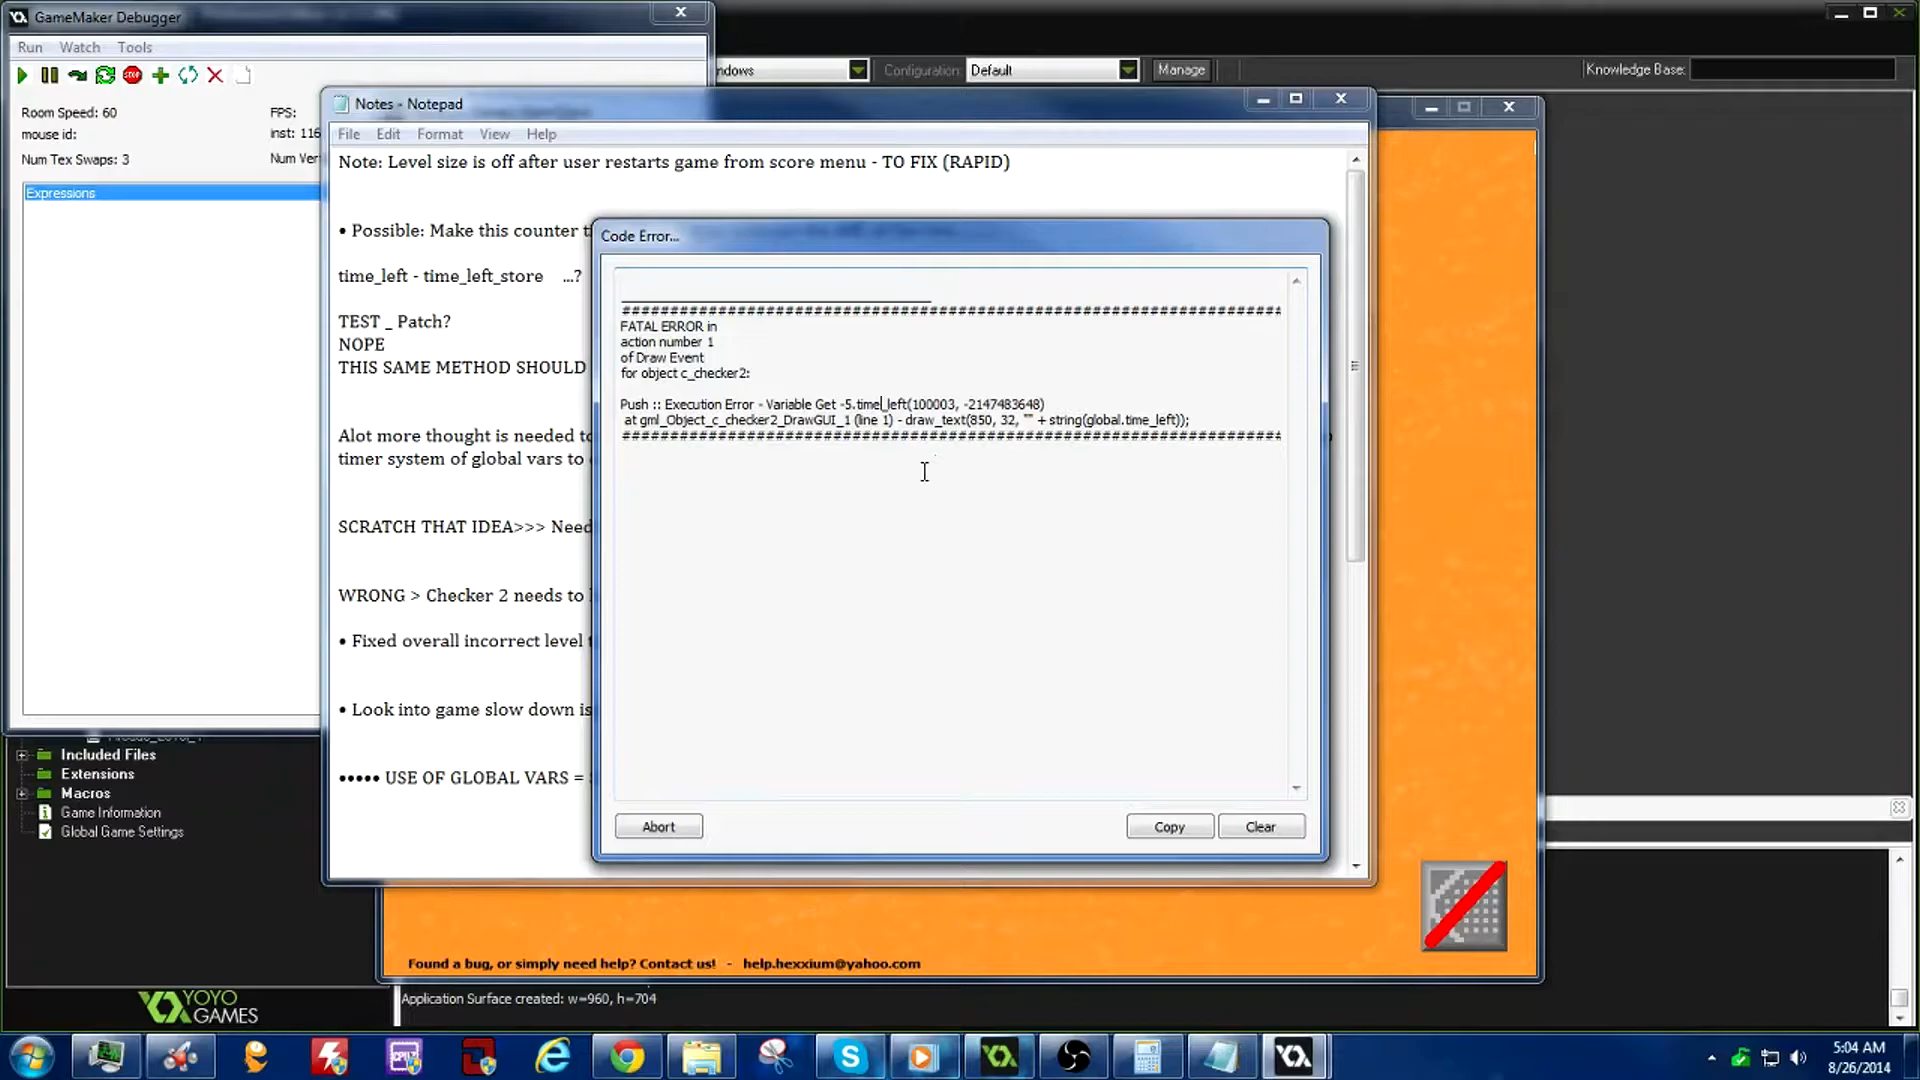 GameMaker Debugger
Run Watch Tools
Room Speed: 60 FPS:
mouse id: inst: 116
Num Tex Swaps: 3 Num Ver
Expressions
ndows Configuration: Default Manage Knowledge Base:
Notes - Notepad
File Edit Format View Help
Note: Level size is off after user restarts game from score menu - TO FIX (RAPID)
• Possible: Make this counter t
time_left - time_left_store ...?
TEST _ Patch?
NOPE
THIS SAME METHOD SHOULD
Alot more thought is needed to
timer system of global vars to
SCRATCH THAT IDEA>>> Need
WRONG > Checker 2 needs to
• Fixed overall incorrect level
• Look into game slow down is
••••• USE OF GLOBAL VARS =
Code Error...
FATAL ERROR in
action number 1
of Draw Event
for object c_checker2:
Push :: Execution Error - Variable Get -5.time_left(100003, -2147483648)
at gml_Object_c_checker2_DrawGUI_1 (line 1) - draw_text(850, 32, "" + string(global.time_left));
Abort Copy Clear
Included Files
Extensions
Macros
Game Information
Global Game Settings
Found a bug, or simply need help? Contact us! - help.hexxium@yahoo.com
YOYO
GAMES
Application Surface created: w=960, h=704
5:04 AM
8/26/2014